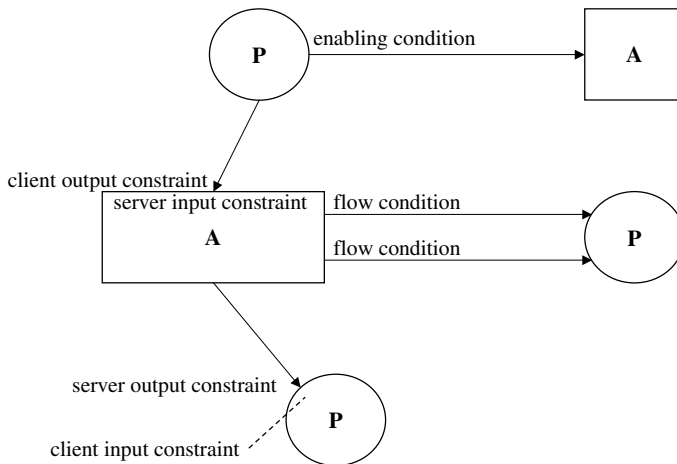 P
enabling condition
A
client output constraint
server input constraint
A
flow condition
flow condition
P
server output constraint
P
client input constraint